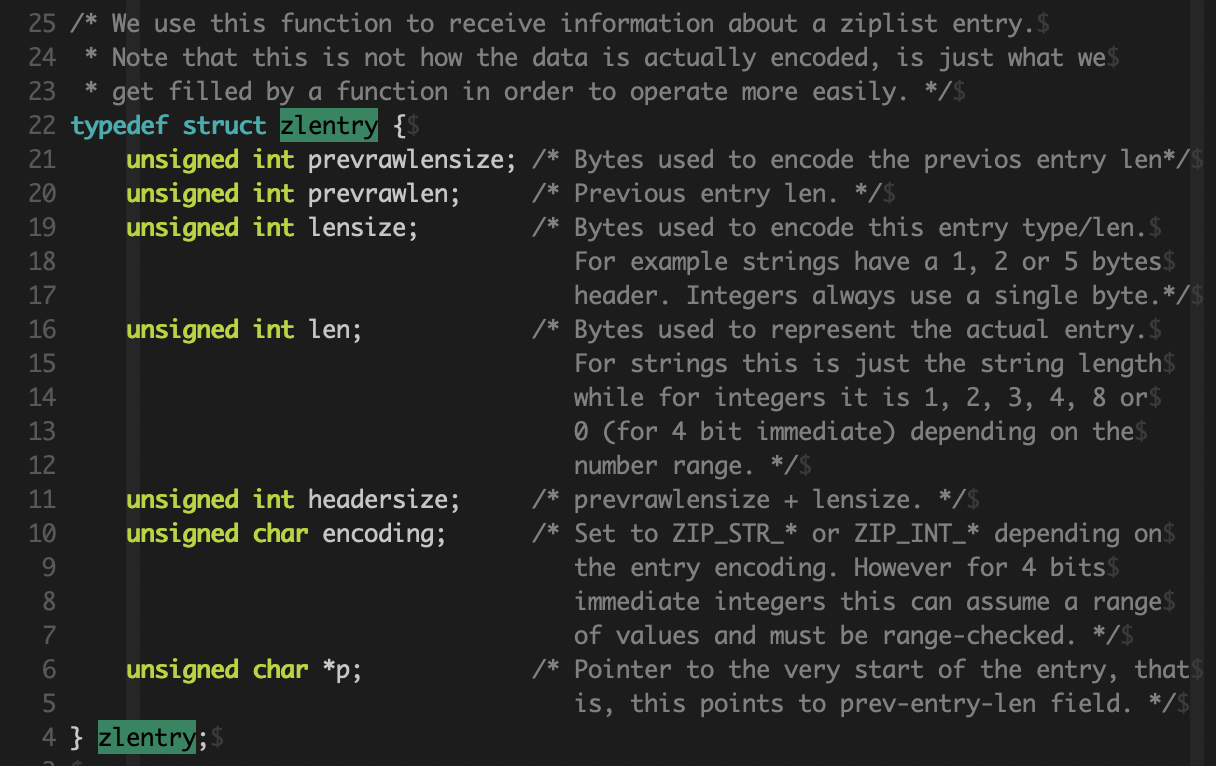 25 /* We use this function to receive information about a ziplist entry.$
24  * Note that this is not how the data is actually encoded, is just what we$
23  * get filled by a function in order to operate more easily. */$
22 typedef struct zlentry {$
21     unsigned int prevrawlensize; /* Bytes used to encode the previos entry len*/$
20     unsigned int prevrawlen;     /* Previous entry len. */$
19     unsigned int lensize;        /* Bytes used to encode this entry type/len.$
18                                     For example strings have a 1, 2 or 5 bytes$
17                                     header. Integers always use a single byte.*/$
16     unsigned int len;            /* Bytes used to represent the actual entry.$
15                                     For strings this is just the string length$
14                                     while for integers it is 1, 2, 3, 4, 8 or$
13                                     0 (for 4 bit immediate) depending on the$
12                                     number range. */$
11     unsigned int headersize;     /* prevrawlensize + lensize. */$
10     unsigned char encoding;      /* Set to ZIP_STR_* or ZIP_INT_* depending on$
9                                     the entry encoding. However for 4 bits$
8                                     immediate integers this can assume a range$
7                                     of values and must be range-checked. */$
6     unsigned char *p;            /* Pointer to the very start of the entry, that$
5                                     is, this points to prev-entry-len field. */$
4 } zlentry;$